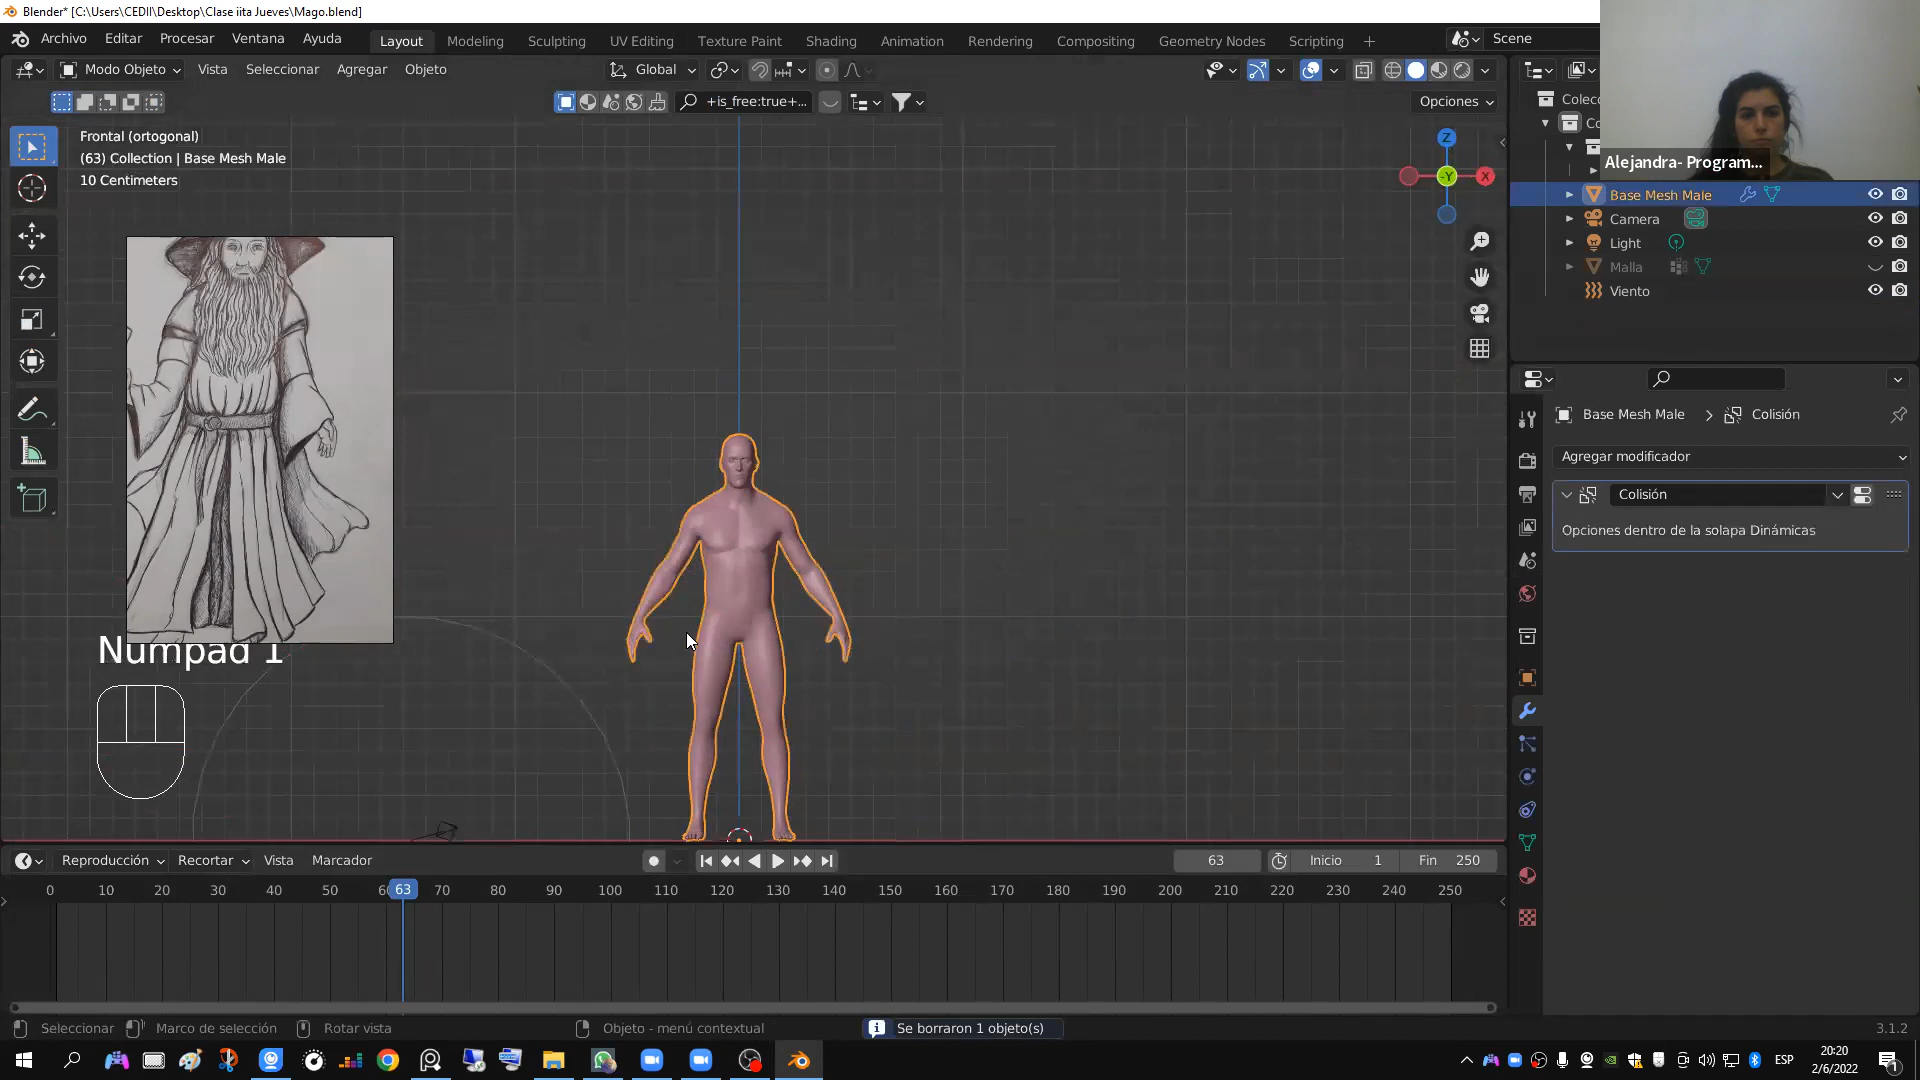 Blender* [C:\Users\CEDII\Desktop\Clase iita Jueves\Mago.blend]
Archivo Editar Procesar Ventana Ayuda Layout Modeling Sculpting UV Editing Texture Paint Shading Animation Rendering Compositing Geometry Nodes Scripting + Scene
Modo Objeto Vista Seleccionar Agregar Objeto Global
+is_free:true+... Opciones
Frontal (ortogonal)
(63) Collection | Base Mesh Male
10 Centimeters
Z
-Y X
Numpad 1
Alejandra- Program...
Colecc
Co
Base Mesh Male
Camera
Light
Malla
Viento
Base Mesh Male > Colisión
Agregar modificador
Colisión
Opciones dentro de la solapa Dinámicas
Reproducción Recortar Vista Marcador 63 Inicio 1 Fin 250
0 10 20 30 40 50 60 63 70 80 90 100 110 120 130 140 150 160 170 180 190 200 210 220 230 240 250
Seleccionar Marco de selección Rotar vista Objeto - menú contextual Se borraron 1 objeto(s) 3.1.2
ESP 20:20
2/6/2022 1